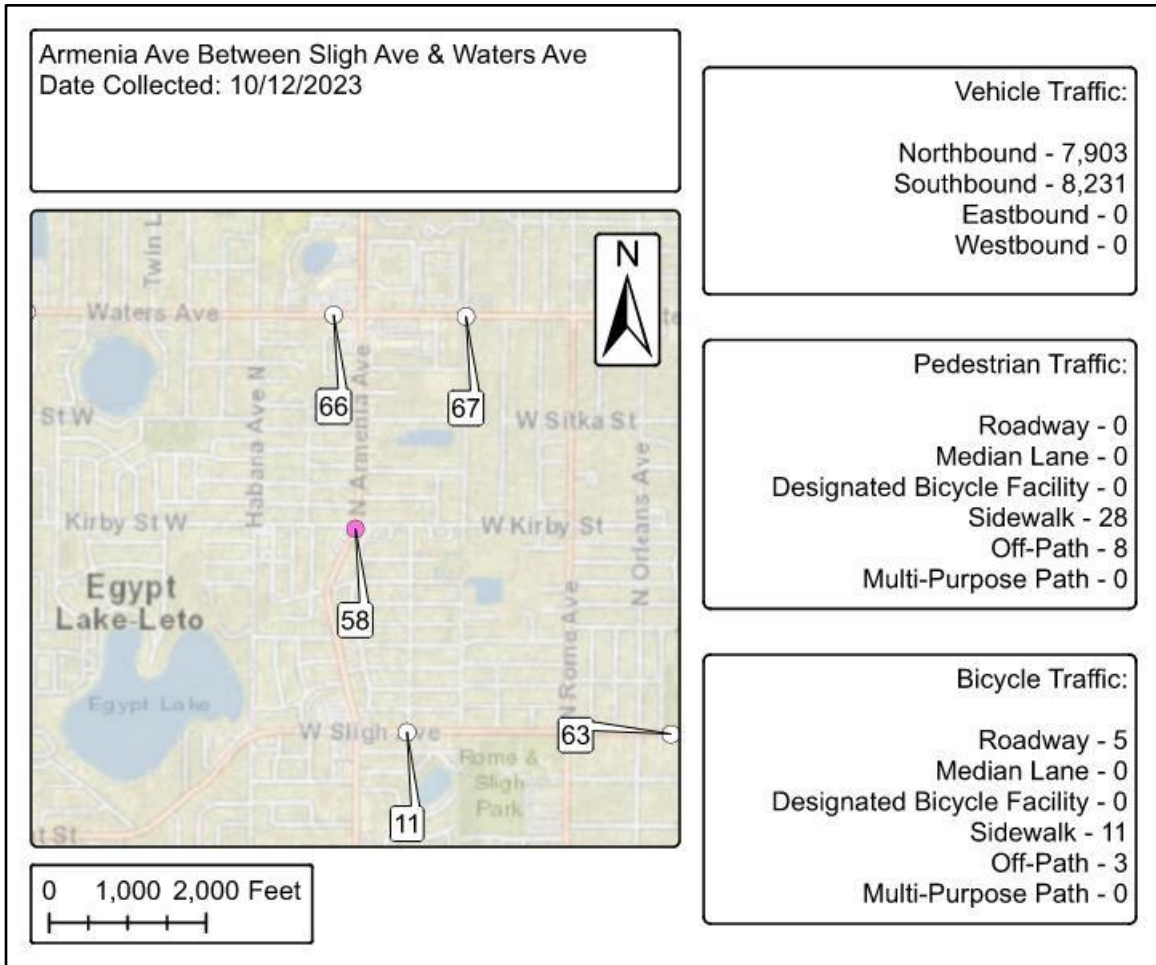 Armenia Ave Between Sligh Ave & Waters Ave
Date Collected: 10/12/2023
Vehicle Traffic:
Northbound - 7,903
Southbound - 8,231
Eastbound - 0
Westbound - 0
Pedestrian Traffic:
Roadway - 0
Median Lane - 0
Designated Bicycle Facility - 0
Sidewalk - 28
Off-Path - 8
Multi-Purpose Path - 0
Bicycle Traffic:
Roadway - 5
Median Lane - 0
Designated Bicycle Facility - 0
Sidewalk - 11
Off-Path - 3
Multi-Purpose Path - 0
N
Twin L
Waters Ave
te
66
67
N Armenia Ave
Habana Ave N
St W
W Sitka St
N Orleans Ave
Kirby St W
W Kirby St
Egypt
Lake-Leto
58
N Rome Ave
Egypt Lake
W Sligh Ave
63
Rome &
Sligh
Park
11
t St
0 1,000 2,000 Feet